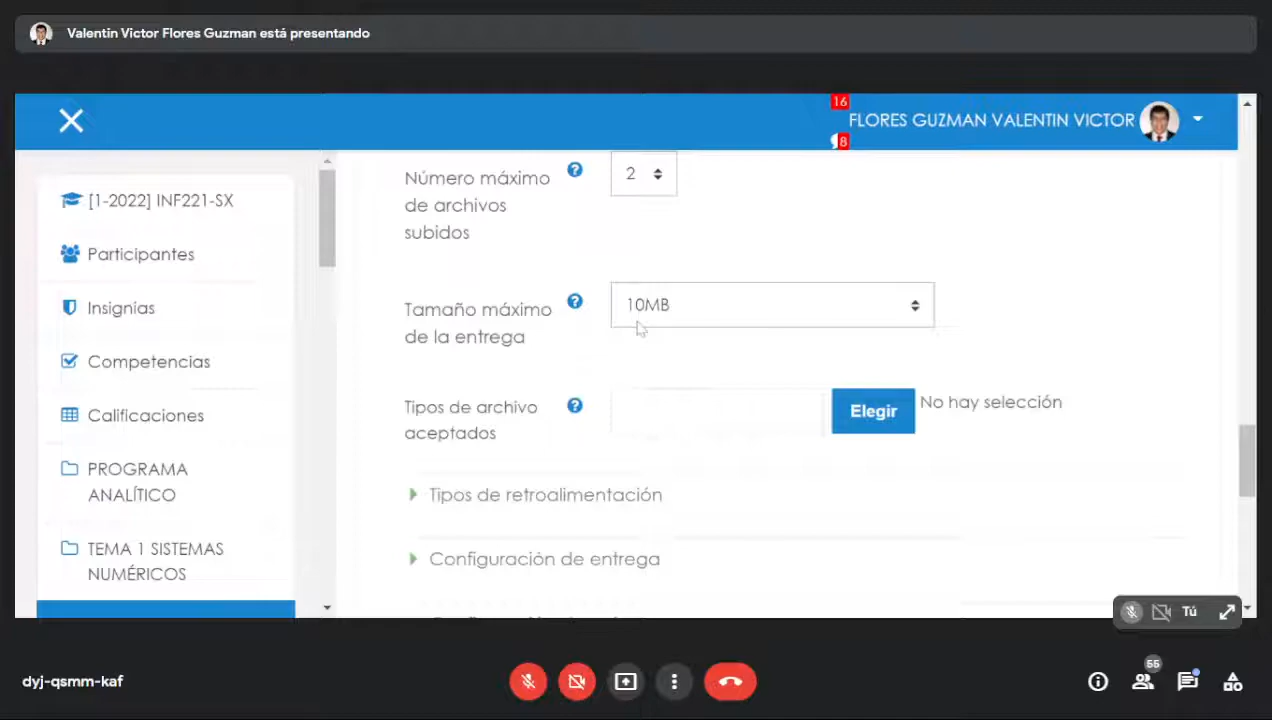 Valentin Victor Flores Guzman está presentando
16
FLORES GUZMAN VALENTIN VICTOR
8
[1-2022] INF221-SX
Participantes
Insignias
Competencias
Calificaciones
PROGRAMA
ANALÍTICO
TEMA 1 SISTEMAS
NUMÉRICOS
Número máximo
de archivos
subidos
2
Tamaño máximo
de la entrega
10MB
Tipos de archivo
aceptados
Elegir
No hay selección
Tipos de retroalimentación
Configuración de entrega
Tú
dyj-qsmm-kaf
55